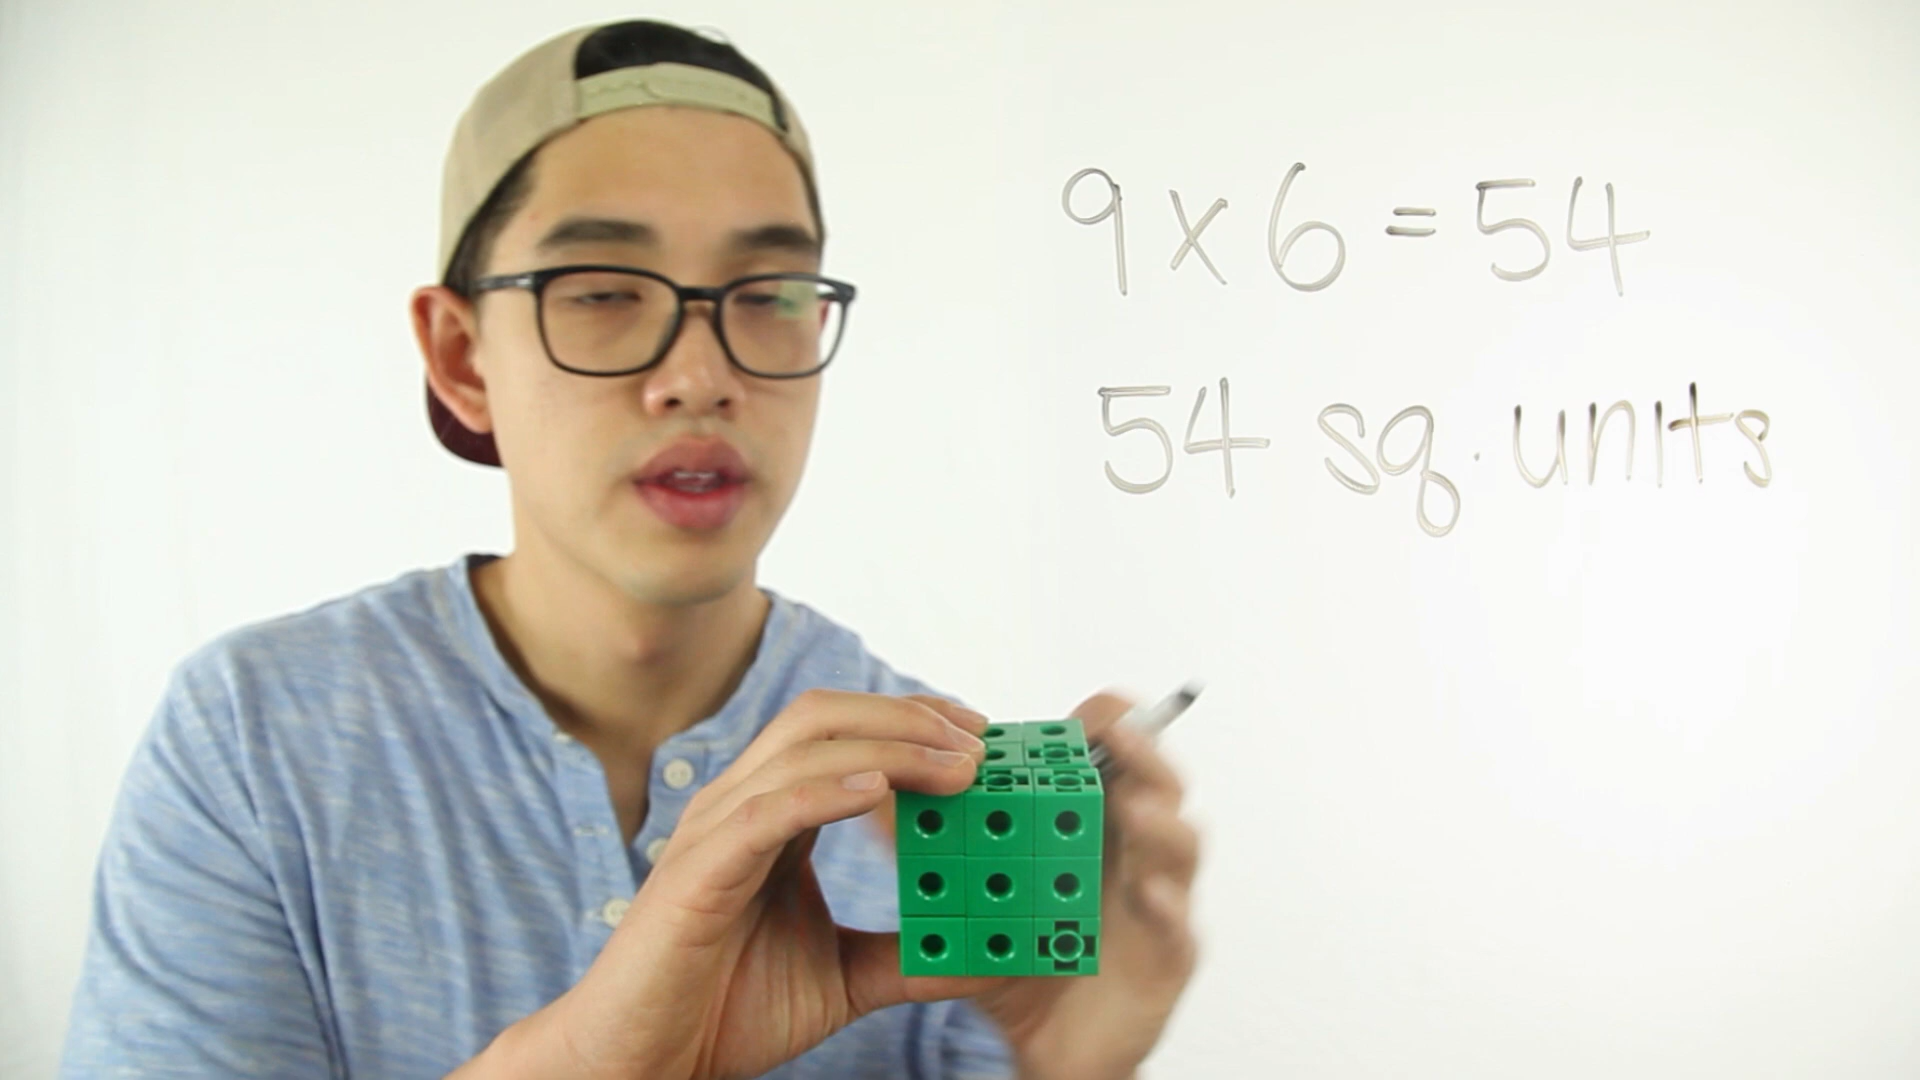 9 x 6 = 54
54 sq. units